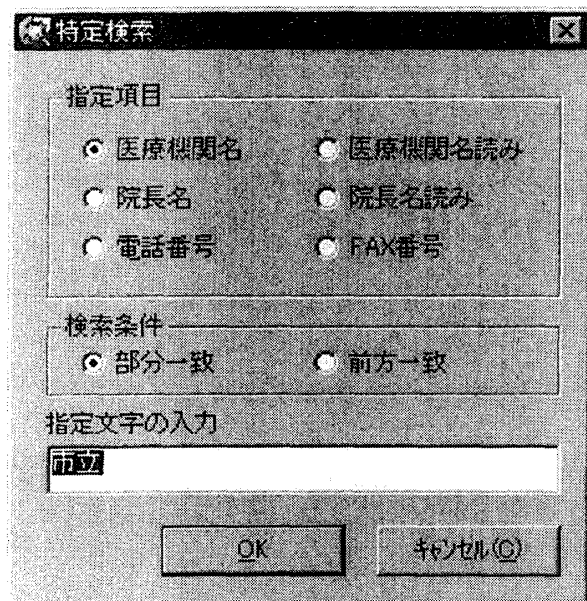 特定検索
指定項目
医療機関名 医療機関名読み
院長名 院長名読み
電話番号 FAX番号
検索条件
部分一致 前方一致
指定文字の入力
市立
OK キャンセル(C)